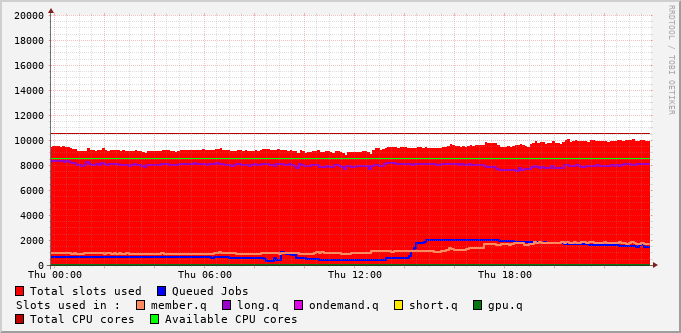 20000
18000
16000
14000
12000
10000
8000
6000
4000
2000
0
Thu 00:00 Thu 06:00 Thu 12:00 Thu 18:00
RRDTOOL / TOBI OETIKER
Total slots used Queued Jobs
Slots used in : member.q long.q ondemand.q short.q gpu.q
Total CPU cores Available CPU cores